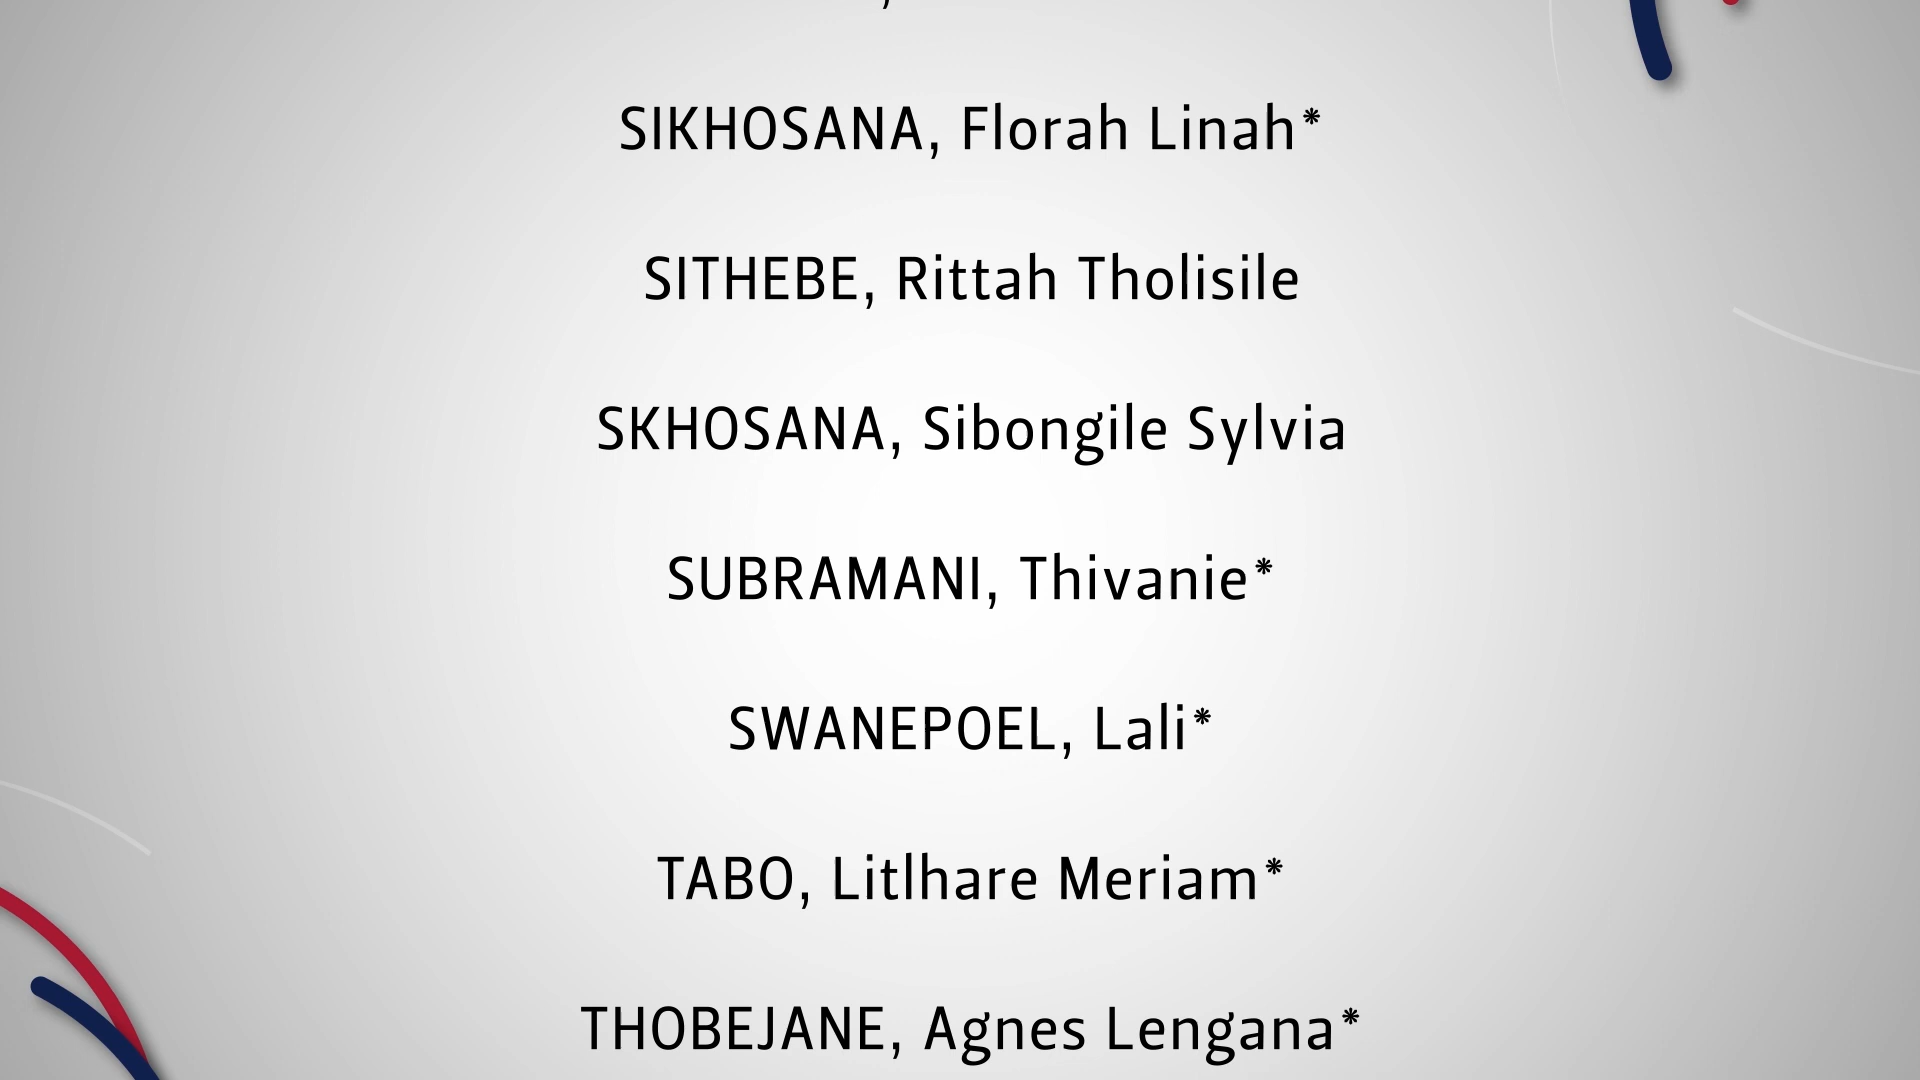 SIKHOSANA, Florah Linah*
SITHEBE, Rittah Tholisile
SKHOSANA, Sibongile Sylvia
SUBRAMANI, Thivanie*
SWANEPOEL, Lali*
TABO, Litlhare Meriam*
THOBEJANE, Agnes Lengana*